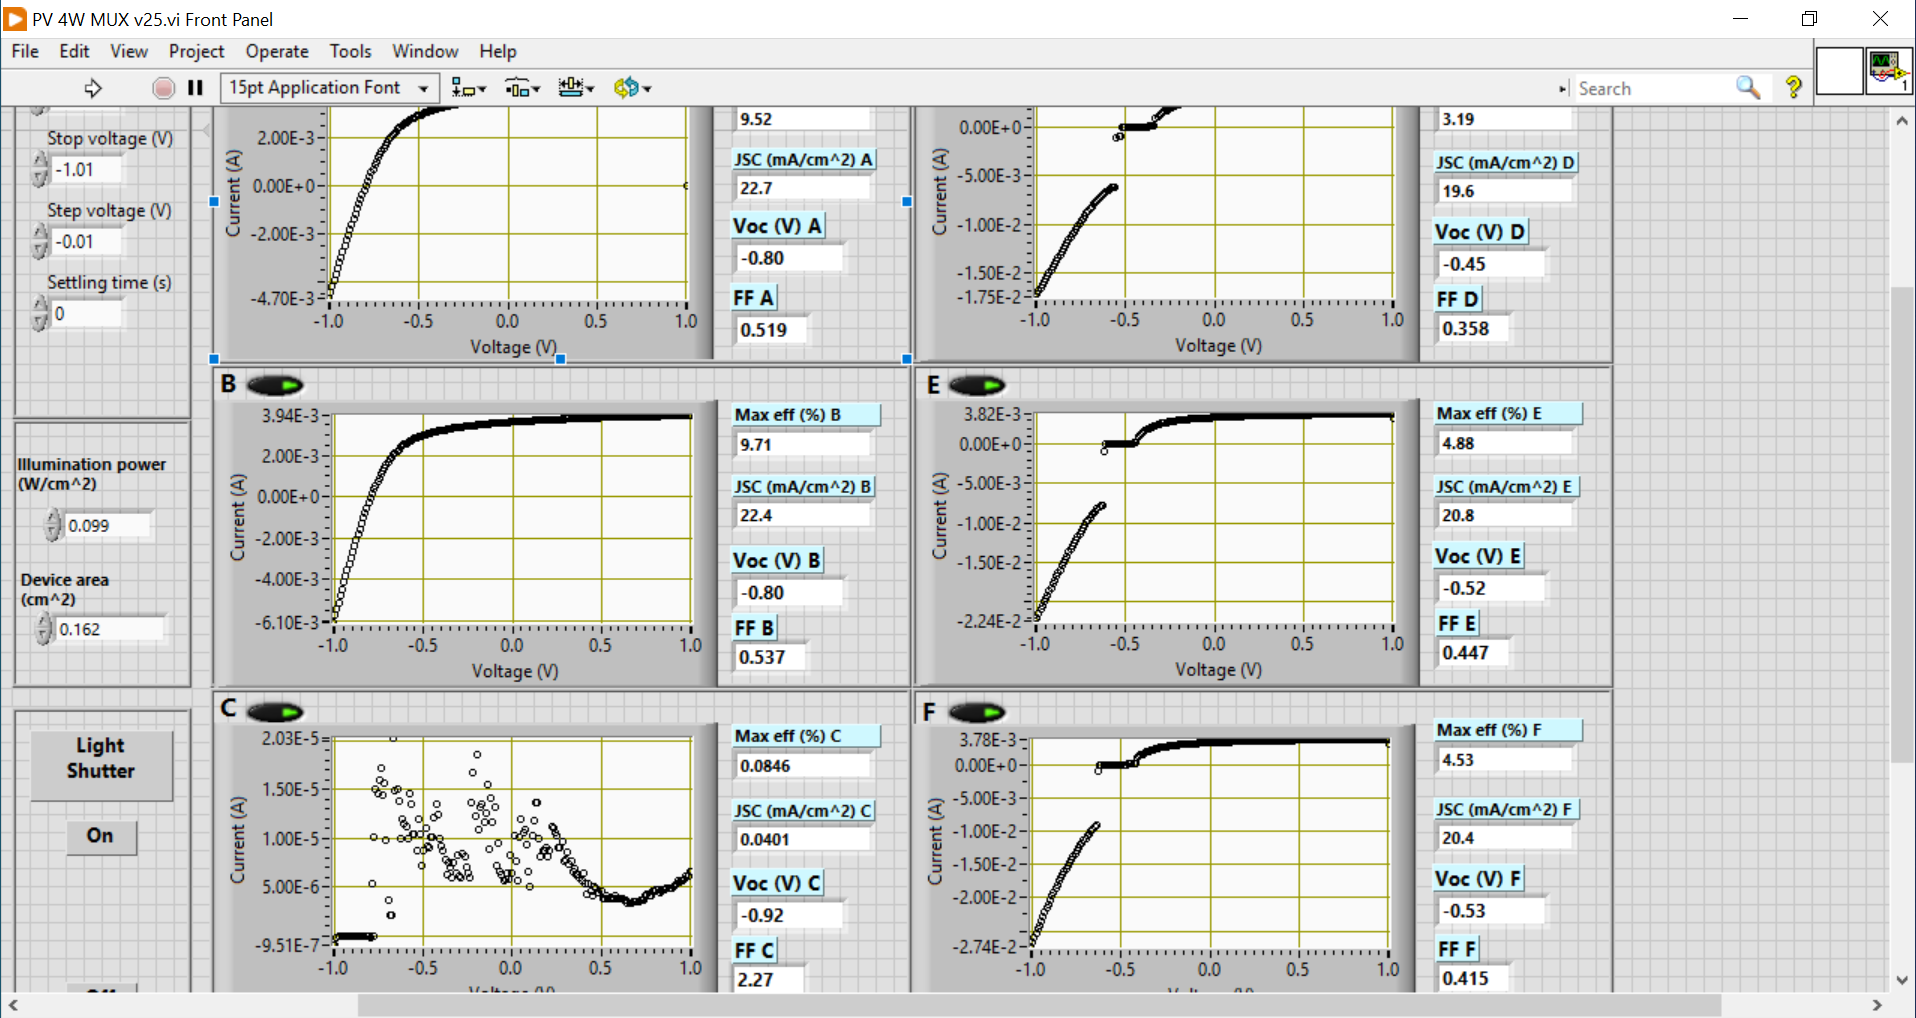 PV 4W MUX v25.vi Front Panel
File Edit View Project Operate Tools Window Help
15pt Application Font
Search
1
Stop voltage (V)
-1.01
Step voltage (V)
-0.01
Settling time (s)
0
Illumination power
(W/cm^2)
0.099
Device area
(cm^2)
0.162
Light
Shutter
On
Current (A)
2.00E-3
0.00E+0
-2.00E-3
-4.70E-3
-1.0 -0.5 0.0 0.5 1.0
Voltage (V)
9.52
JSC (mA/cm^2) A
22.7
Voc (V) A
-0.80
FF A
0.519
Current (A)
0.00E+0
-5.00E-3
-1.00E-2
-1.50E-2
-1.75E-2
-1.0 -0.5 0.0 0.5 1.0
Voltage (V)
3.19
JSC (mA/cm^2) D
19.6
Voc (V) D
-0.45
FF D
0.358
B
Current (A)
3.94E-3
2.00E-3
0.00E+0
-2.00E-3
-4.00E-3
-6.10E-3
-1.0 -0.5 0.0 0.5 1.0
Voltage (V)
Max eff (%) B
9.71
JSC (mA/cm^2) B
22.4
Voc (V) B
-0.80
FF B
0.537
E
Current (A)
3.82E-3
0.00E+0
-5.00E-3
-1.00E-2
-1.50E-2
-2.24E-2
-1.0 -0.5 0.0 0.5 1.0
Voltage (V)
Max eff (%) E
4.88
JSC (mA/cm^2) E
20.8
Voc (V) E
-0.52
FF E
0.447
C
Current (A)
2.03E-5
1.50E-5
1.00E-5
5.00E-6
-9.51E-7
-1.0 -0.5 0.0 0.5 1.0
Max eff (%) C
0.0846
JSC (mA/cm^2) C
0.0401
Voc (V) C
-0.92
FF C
2.27
F
Current (A)
3.78E-3
0.00E+0
-5.00E-3
-1.00E-2
-1.50E-2
-2.00E-2
-2.74E-2
-1.0 -0.5 0.0 0.5 1.0
Max eff (%) F
4.53
JSC (mA/cm^2) F
20.4
Voc (V) F
-0.53
FF F
0.415